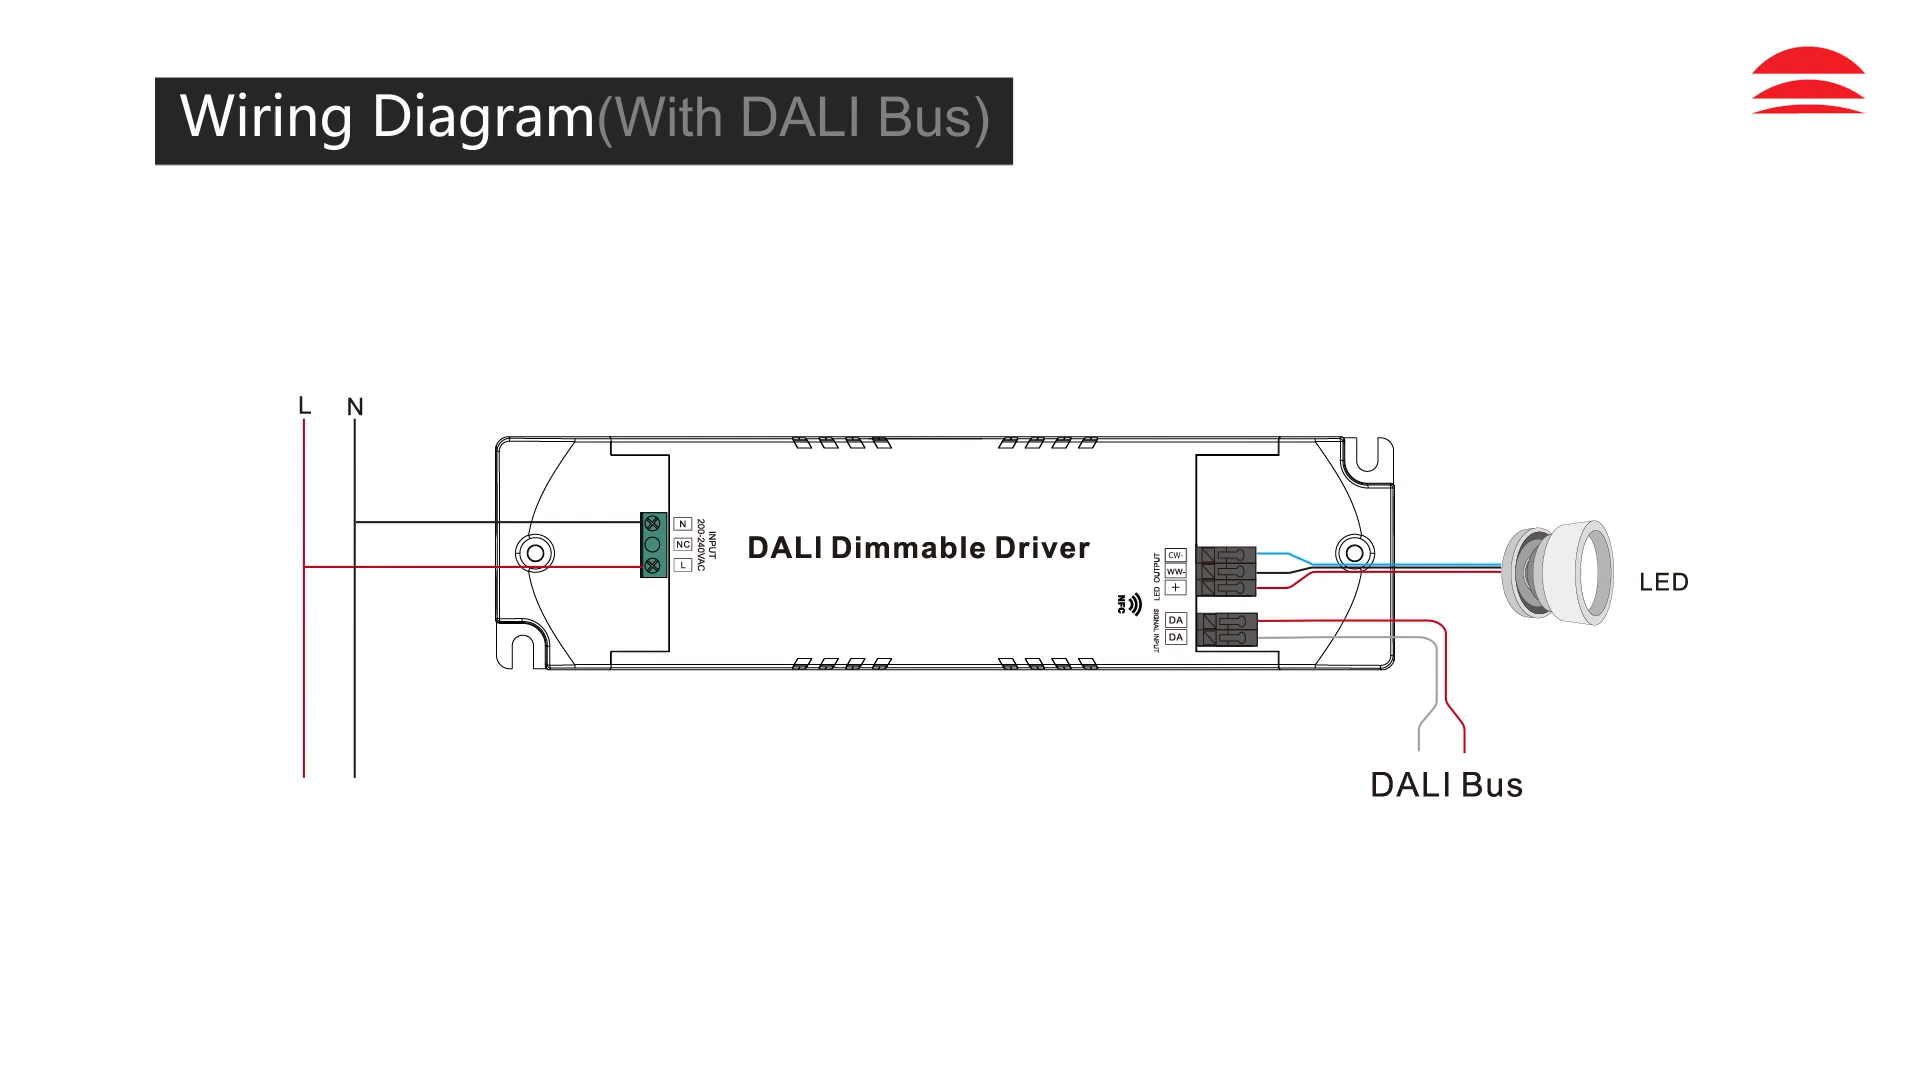 Wiring Diagram(With DALI Bus)
L N
N
NC
L
INPUT
200-240VAC
DALI Dimmable Driver
NFC
LED OUTPUT
CW-
WW-
+
SIGNAL INPUT
DA
DA
LED
DALI Bus